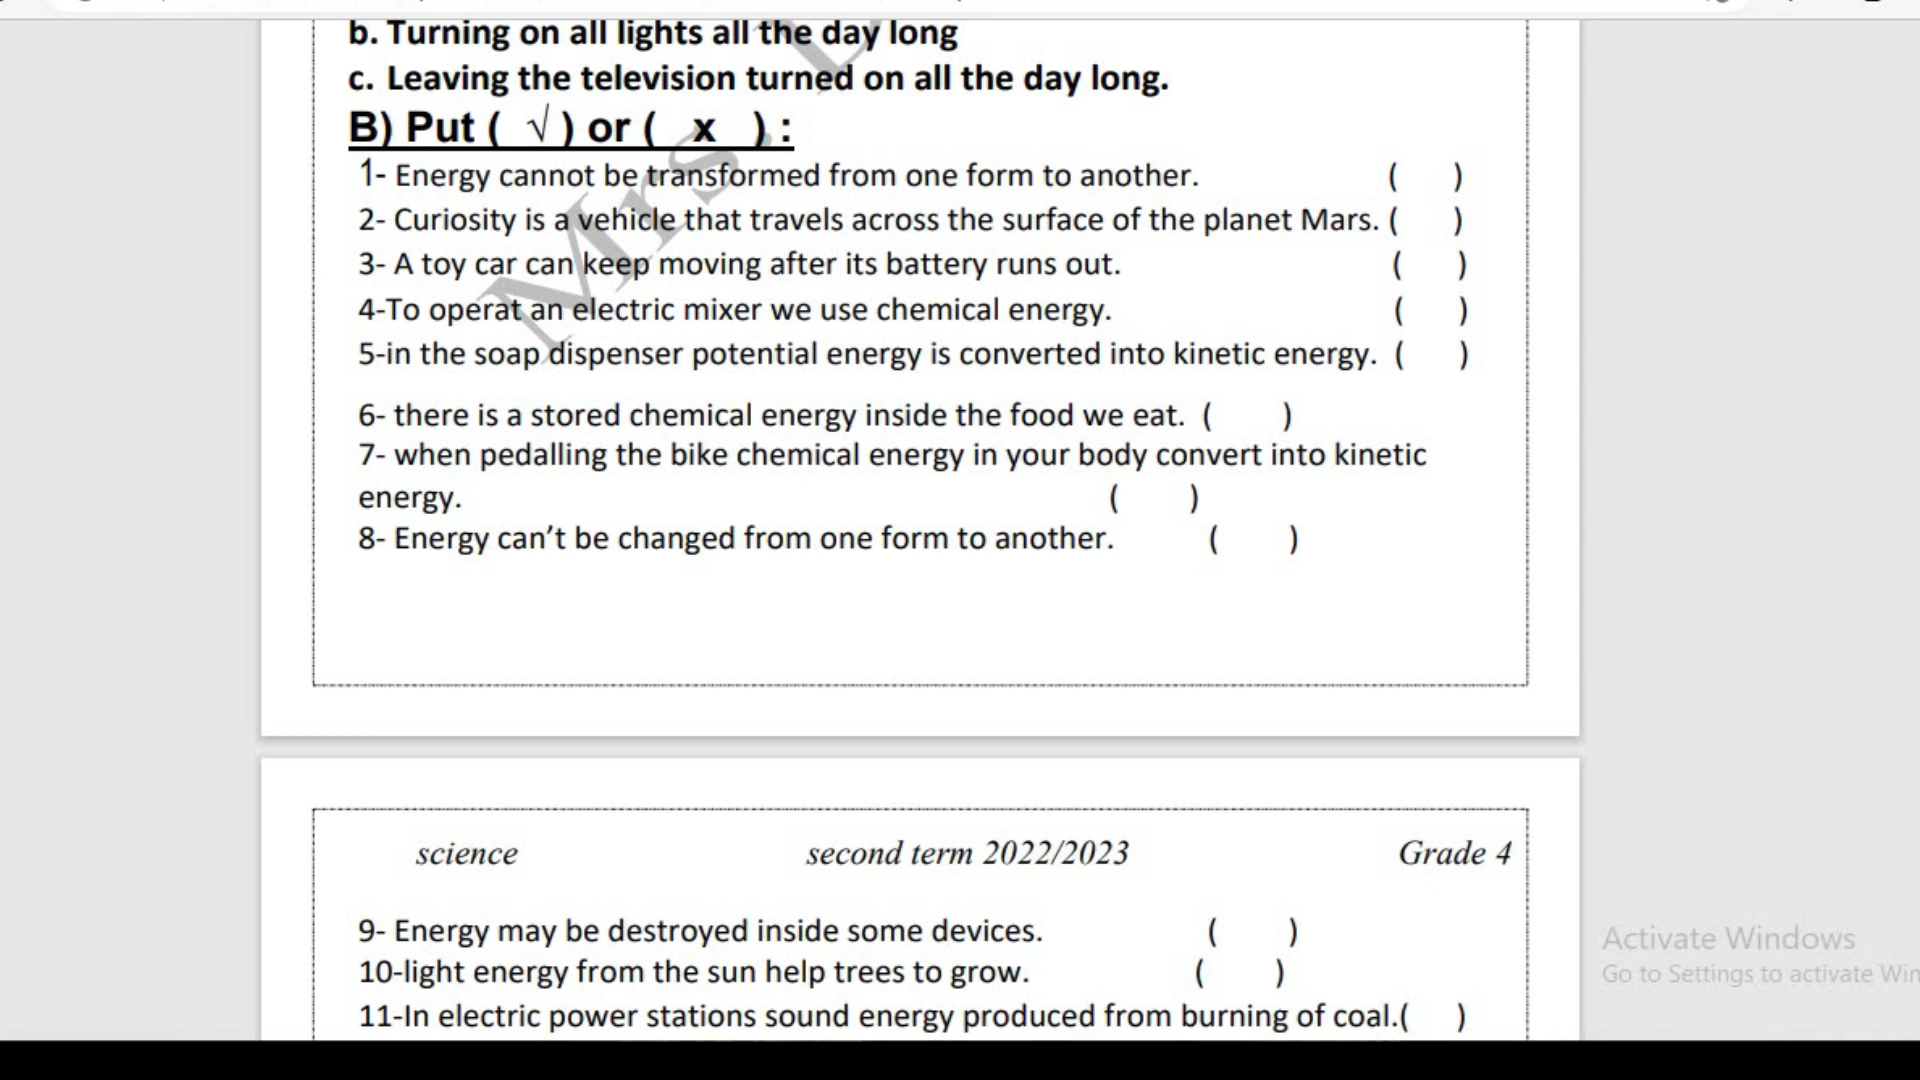 b. Turning on all lights all the day long
c. Leaving the television turned on all the day long.
B) Put ( √ ) or ( x ) :
1- Energy cannot be transformed from one form to another. ( )
2- Curiosity is a vehicle that travels across the surface of the planet Mars. ( )
3- A toy car can keep moving after its battery runs out. ( )
4-To operat an electric mixer we use chemical energy. ( )
5-in the soap dispenser potential energy is converted into kinetic energy. ( )
6- there is a stored chemical energy inside the food we eat. ( )
7- when pedalling the bike chemical energy in your body convert into kinetic
energy. ( )
8- Energy can’t be changed from one form to another. ( )
Mrs.
science second term 2022/2023 Grade 4
9- Energy may be destroyed inside some devices. ( )
10-light energy from the sun help trees to grow. ( )
11-In electric power stations sound energy produced from burning of coal.( )
Activate Windows
Go to Settings to activate Win